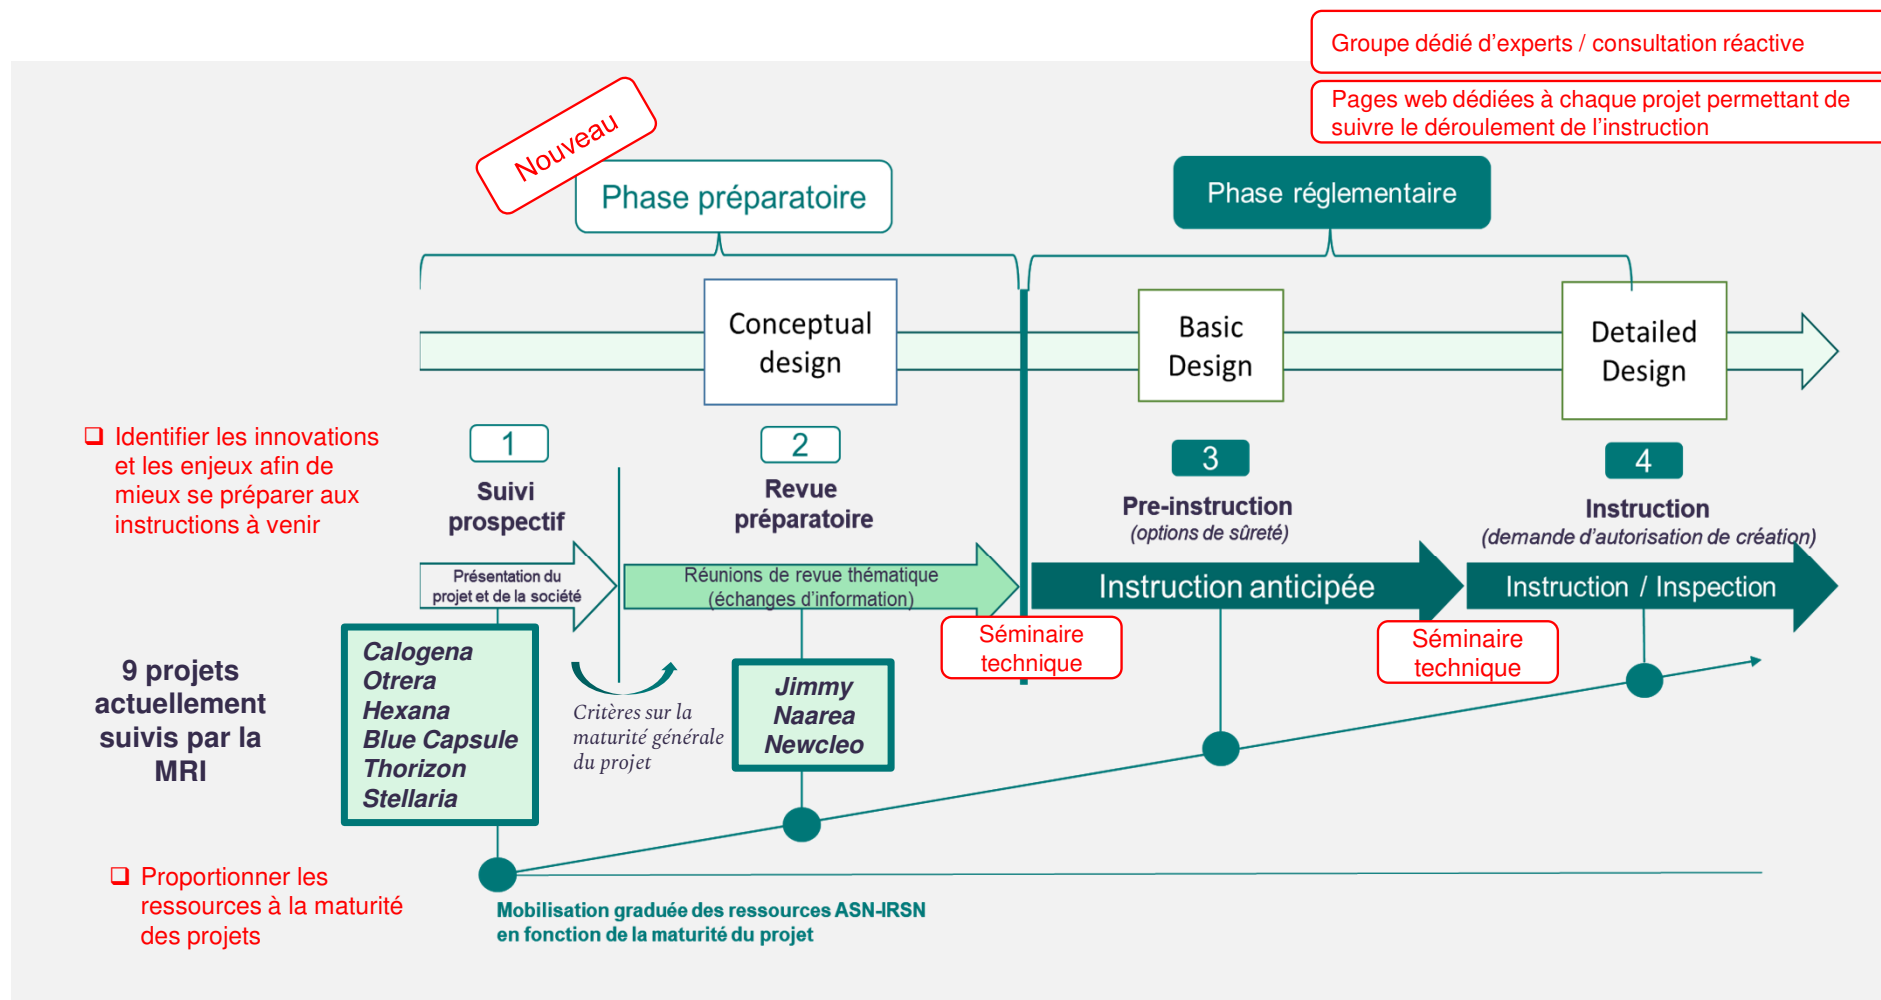 Groupe dédié d'experts / consultation réactive
Pages web dédiées à chaque projet permettant de
suivre le déroulement de l'instruction
Nouveau
Phase préparatoire
Phase réglementaire
Conceptual
design
Basic
Design
Detailed
Design
❑ Identifier les innovations
et les enjeux afin de
mieux se préparer aux
instructions à venir
1
Suivi
prospectif
2
Revue
préparatoire
3
Pre-instruction
(options de sûreté)
4
Instruction
(demande d'autorisation de création)
Présentation du
projet et de la société
Réunions de revue thématique
(échanges d'information)
Instruction anticipée
Instruction / Inspection
Séminaire
technique
Séminaire
technique
9 projets
actuellement
suivis par la
MRI
Calogena
Otrera
Hexana
Blue Capsule
Thorizon
Stellaria
Critères sur la
maturité générale
du projet
Jimmy
Naarea
Newcleo
❑ Proportionner les
ressources à la maturité
des projets
Mobilisation graduée des ressources ASN-IRSN
en fonction de la maturité du projet